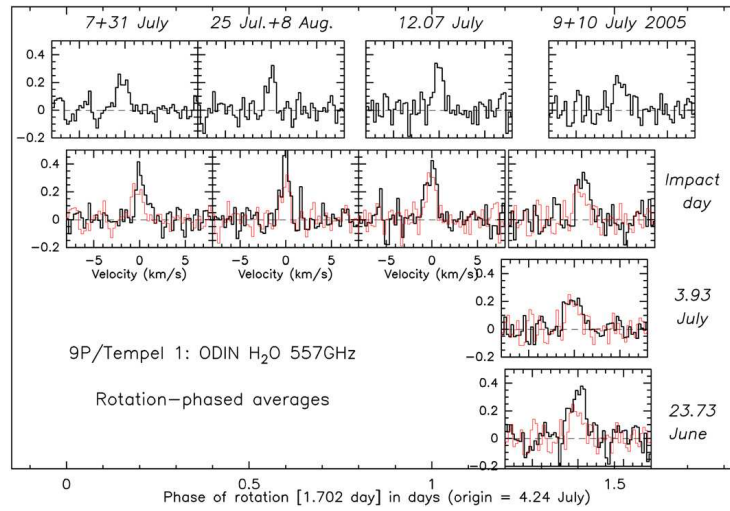 7+31 July 25 Jul.+8 Aug. 12.07 July 9+10 July 2005
0.4
0.2
0
−0.2
0.4
0.2
0
−0.2
Impact
day
−5 0 5 −5 0 5 −5 0 5
Velocity (km/s) Velocity (km/s) Velocity (km/s)
0.4
0.2
0
−0.2
3.93
July
9P/Tempel 1: ODIN H₂O 557GHz
Rotation−phased averages
0.4
0.2
0
−0.2
23.73
June
0 0.5 1 1.5
Phase of rotation [1.702 day] in days (origin = 4.24 July)